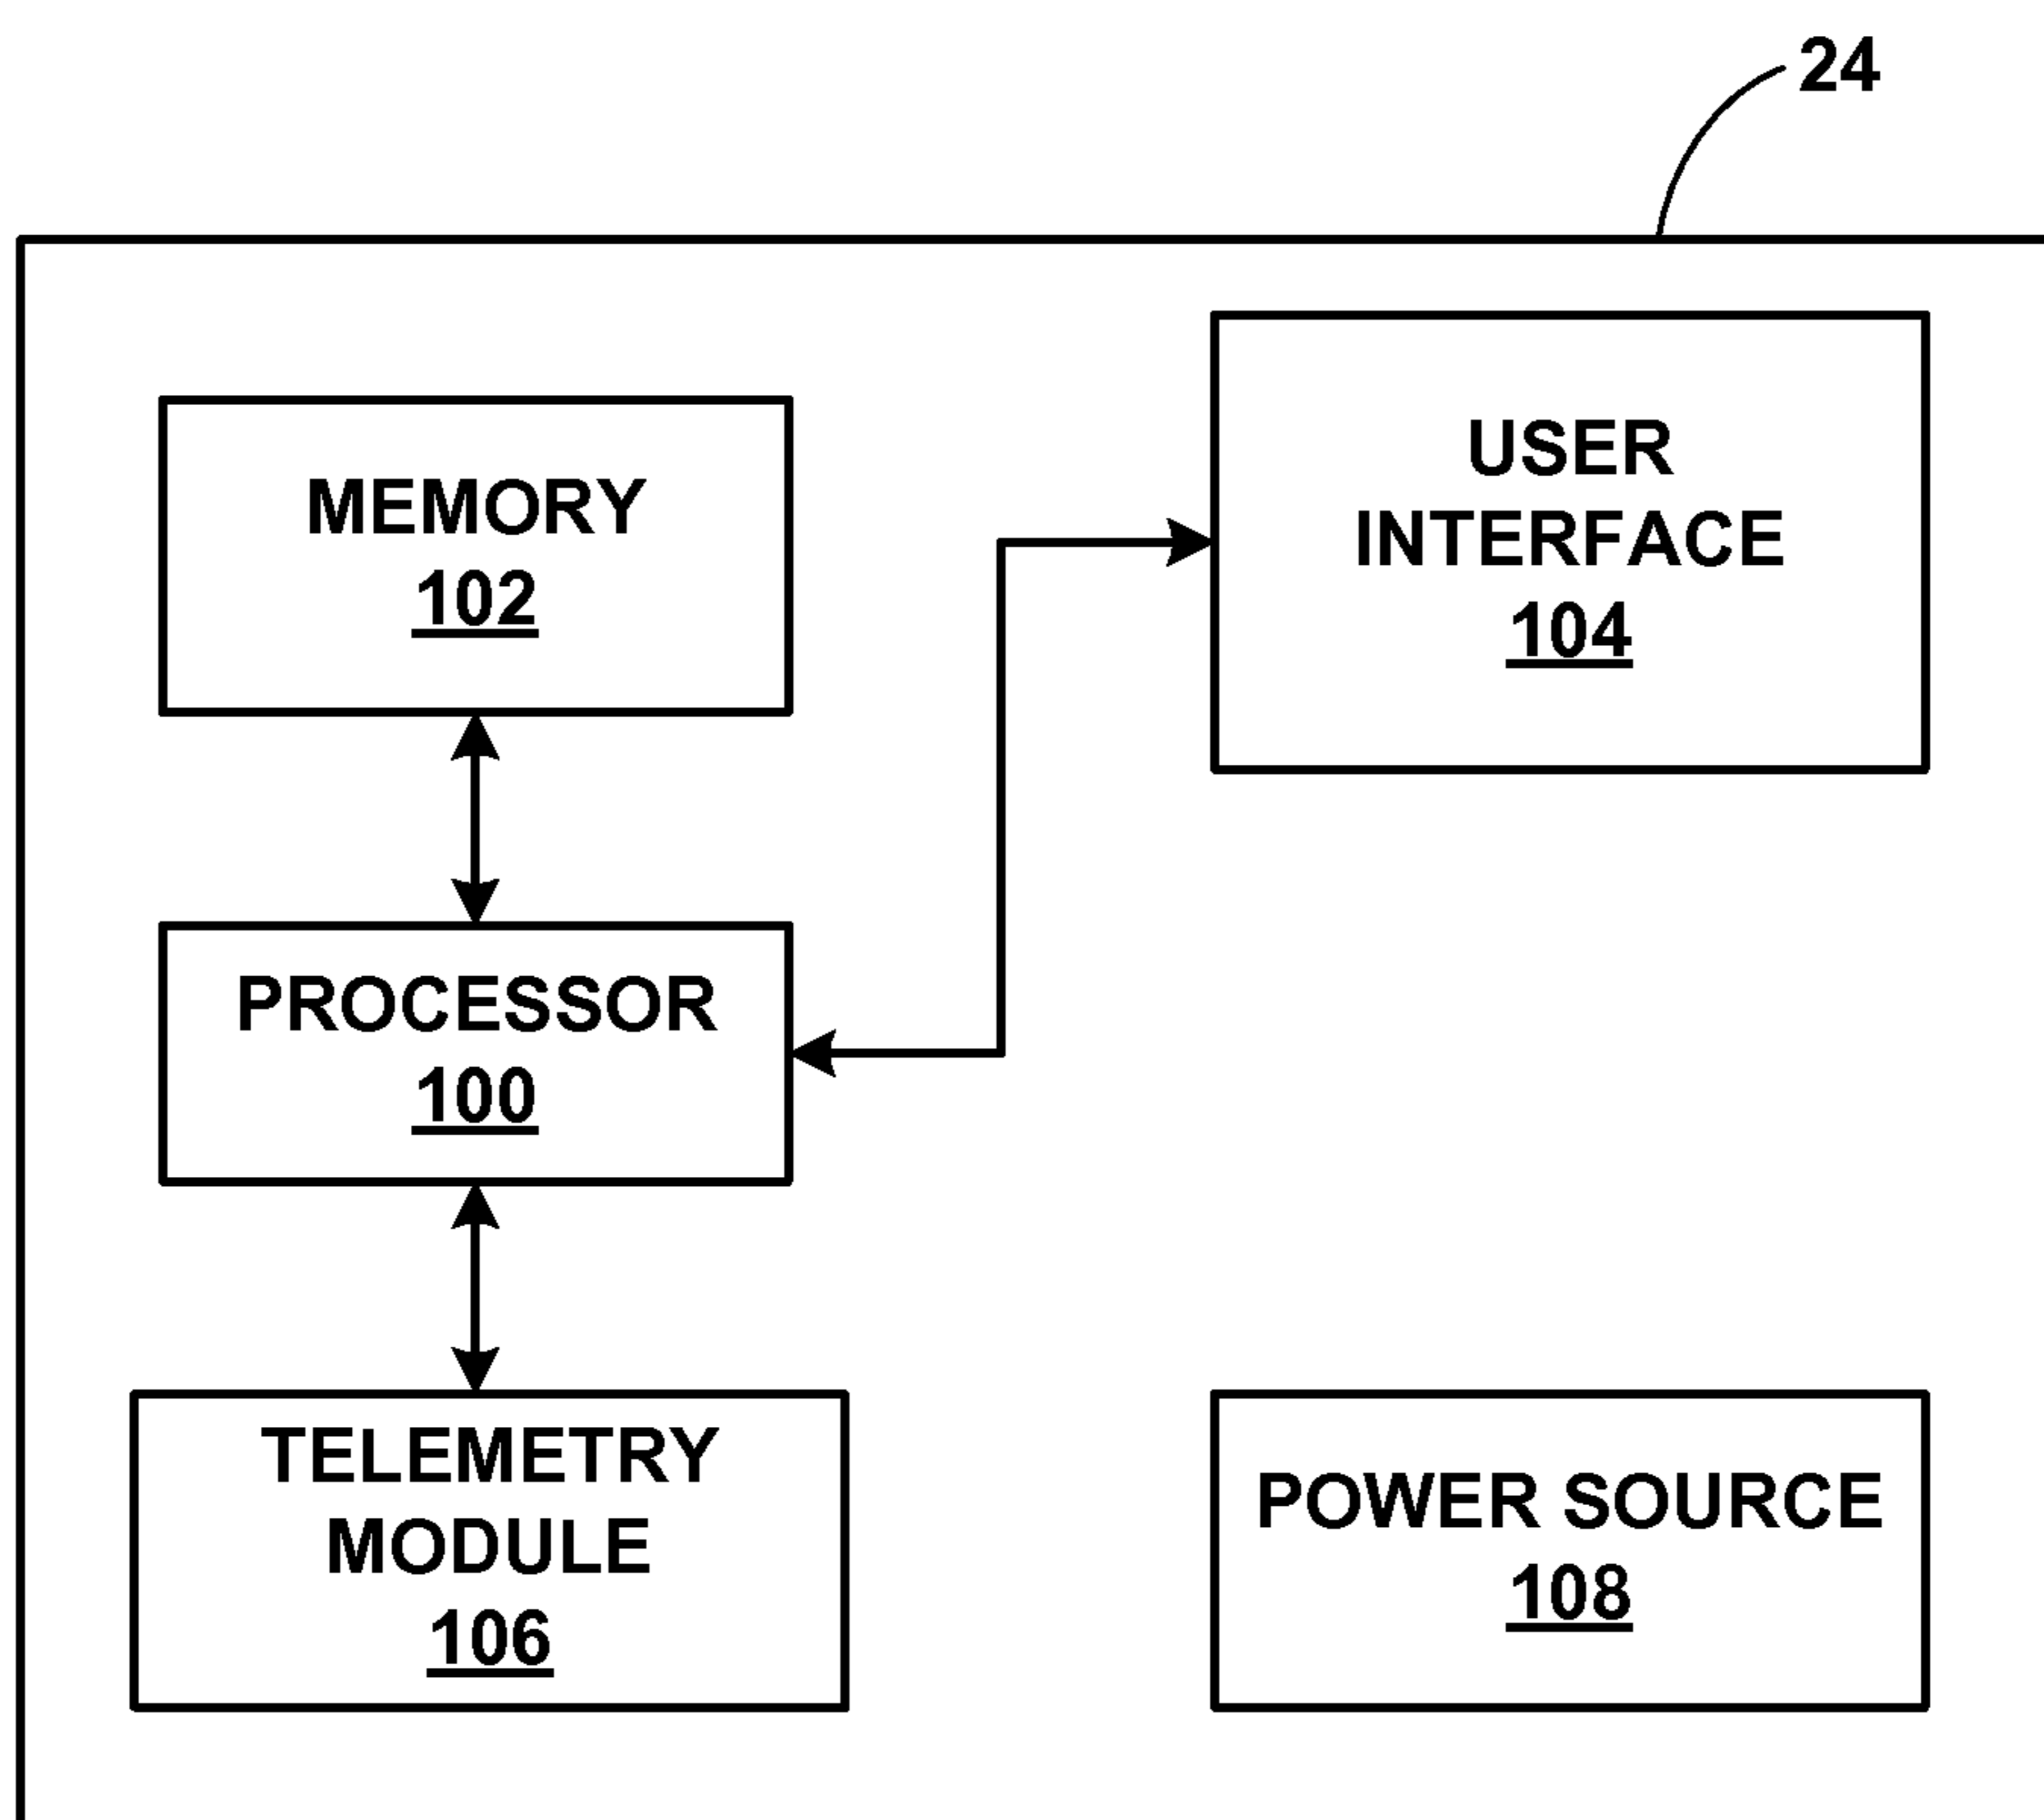 24
MEMORY
102
USER
INTERFACE
104
PROCESSOR
100
TELEMETRY
MODULE
106
POWER SOURCE
108